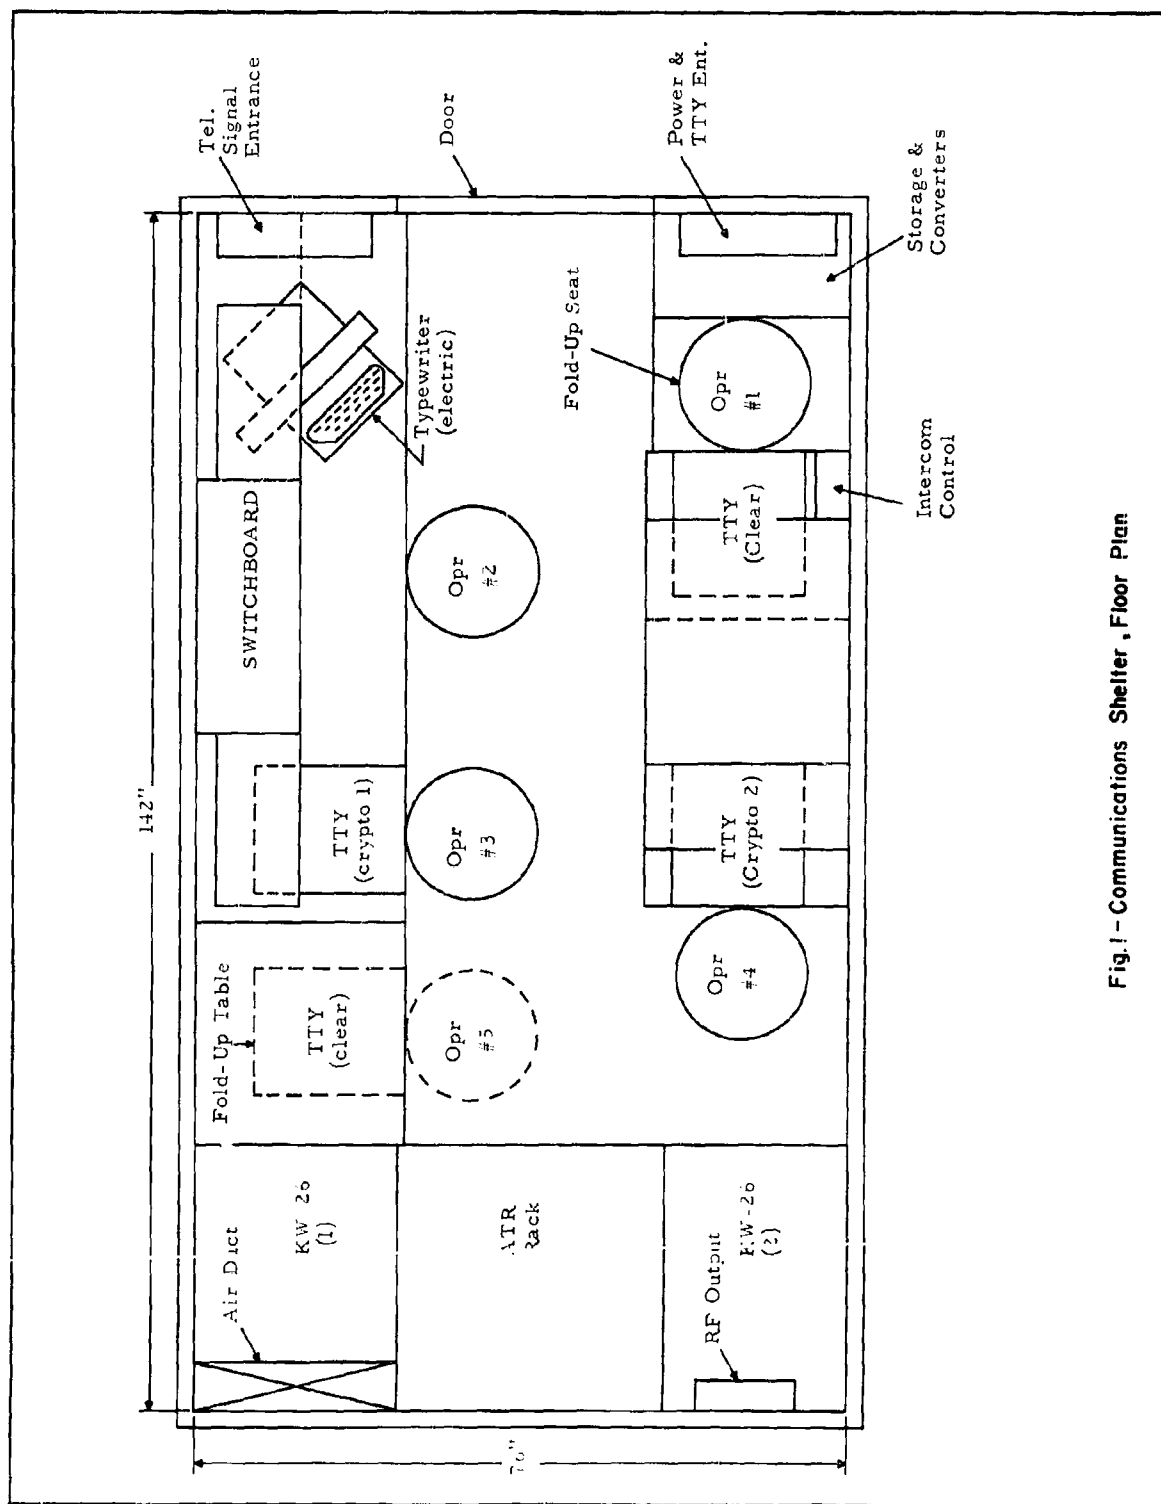 Tel.
Signal
Entrance
Door
Power &
TTY Ent.
Storage &
Converters
Fold-Up Seat
Typewriter
(electric)
Opr
#1
Intercom
Control
TTY
(Clear)
SWITCHBOARD
Opr
#2
142"
TTY
(crypto 1)
Opr
#3
TTY
(Crypto 2)
Opr
#4
Fold-Up Table
TTY
(clear)
Opr
#5
Air Duct
KW-26
(1)
ATR
Rack
KW-26
(2)
RF Output
Fig.1-Communications Shelter, Floor Plan